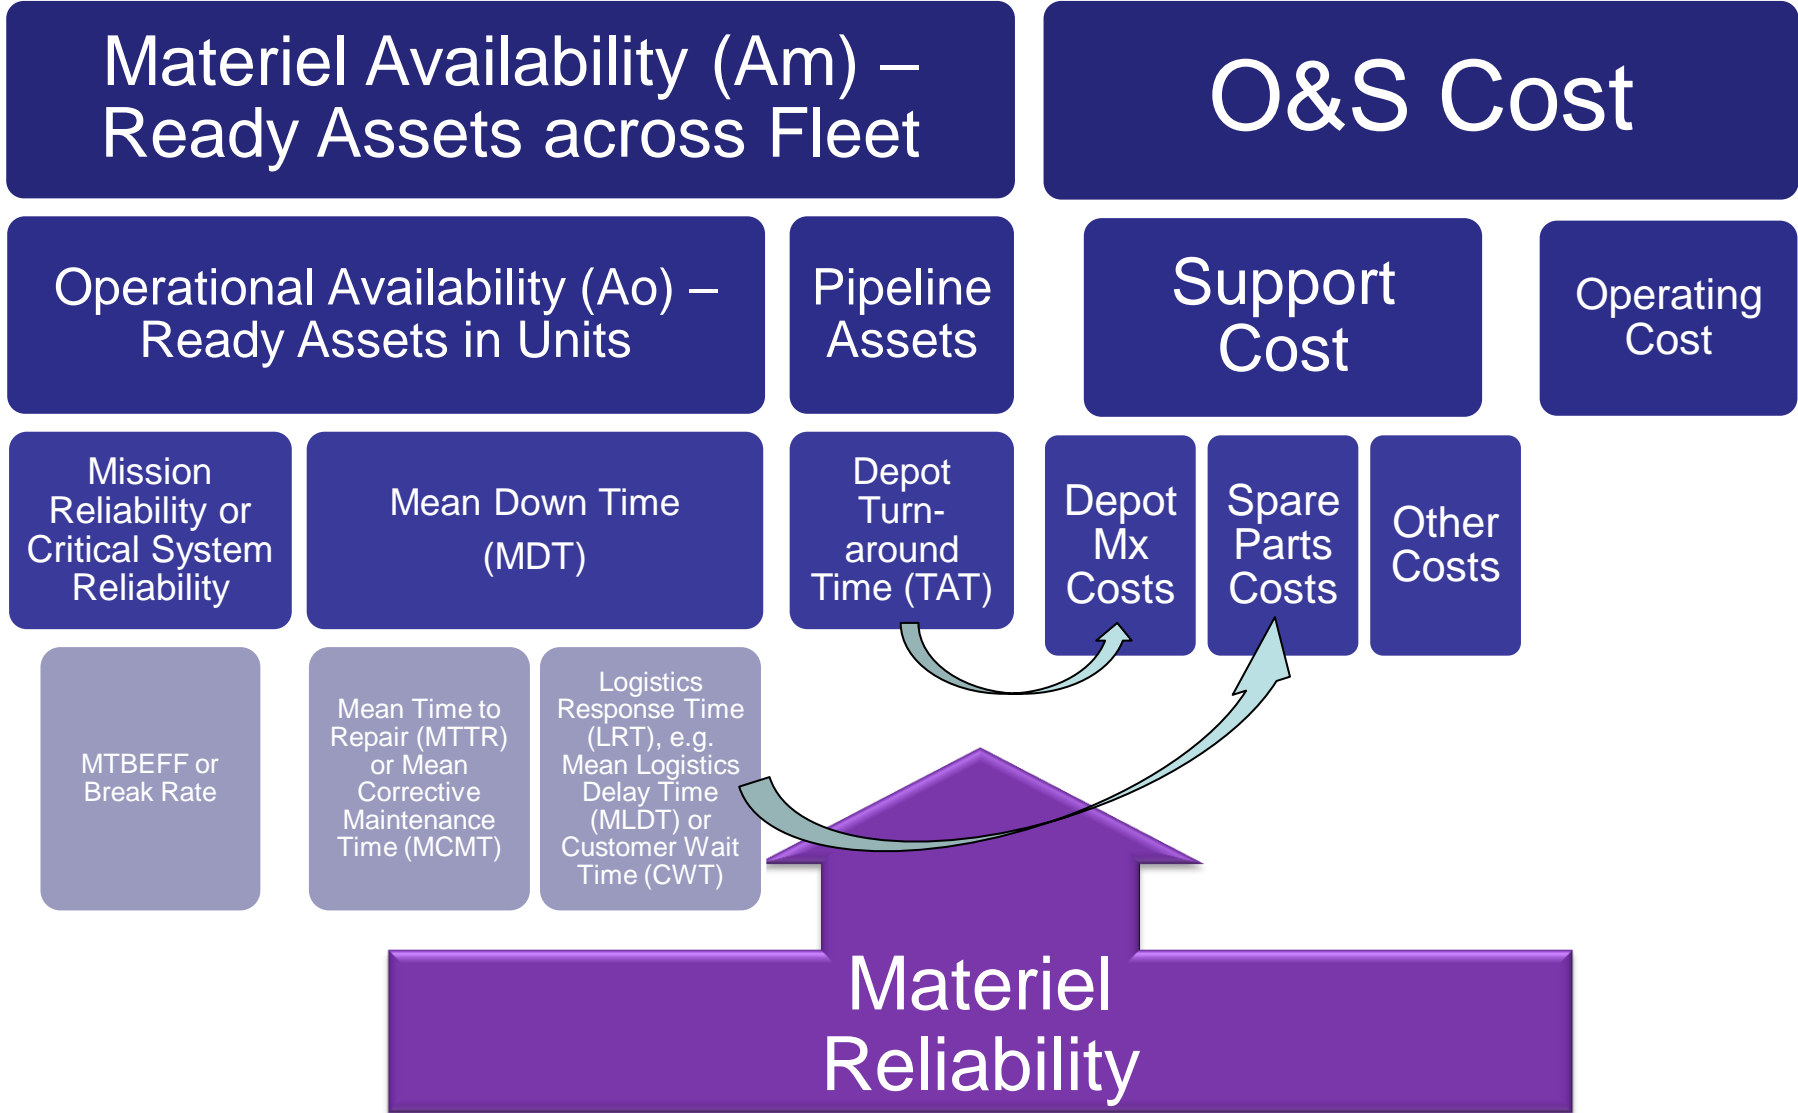 Materiel Availability (Am) –
Ready Assets across Fleet
O&S Cost
Operational Availability (Ao) –
Ready Assets in Units
Pipeline
Assets
Support
Cost
Operating
Cost
Mission
Reliability or
Critical System
Reliability
Mean Down Time
(MDT)
Depot
Turn-
around
Time (TAT)
Depot
Mx
Costs
Spare
Parts
Costs
Other
Costs
MTBEFF or
Break Rate
Mean Time to
Repair (MTTR)
or Mean
Corrective
Maintenance
Time (MCMT)
Logistics
Response Time
(LRT), e.g.
Mean Logistics
Delay Time
(MLDT) or
Customer Wait
Time (CWT)
Materiel
Reliability